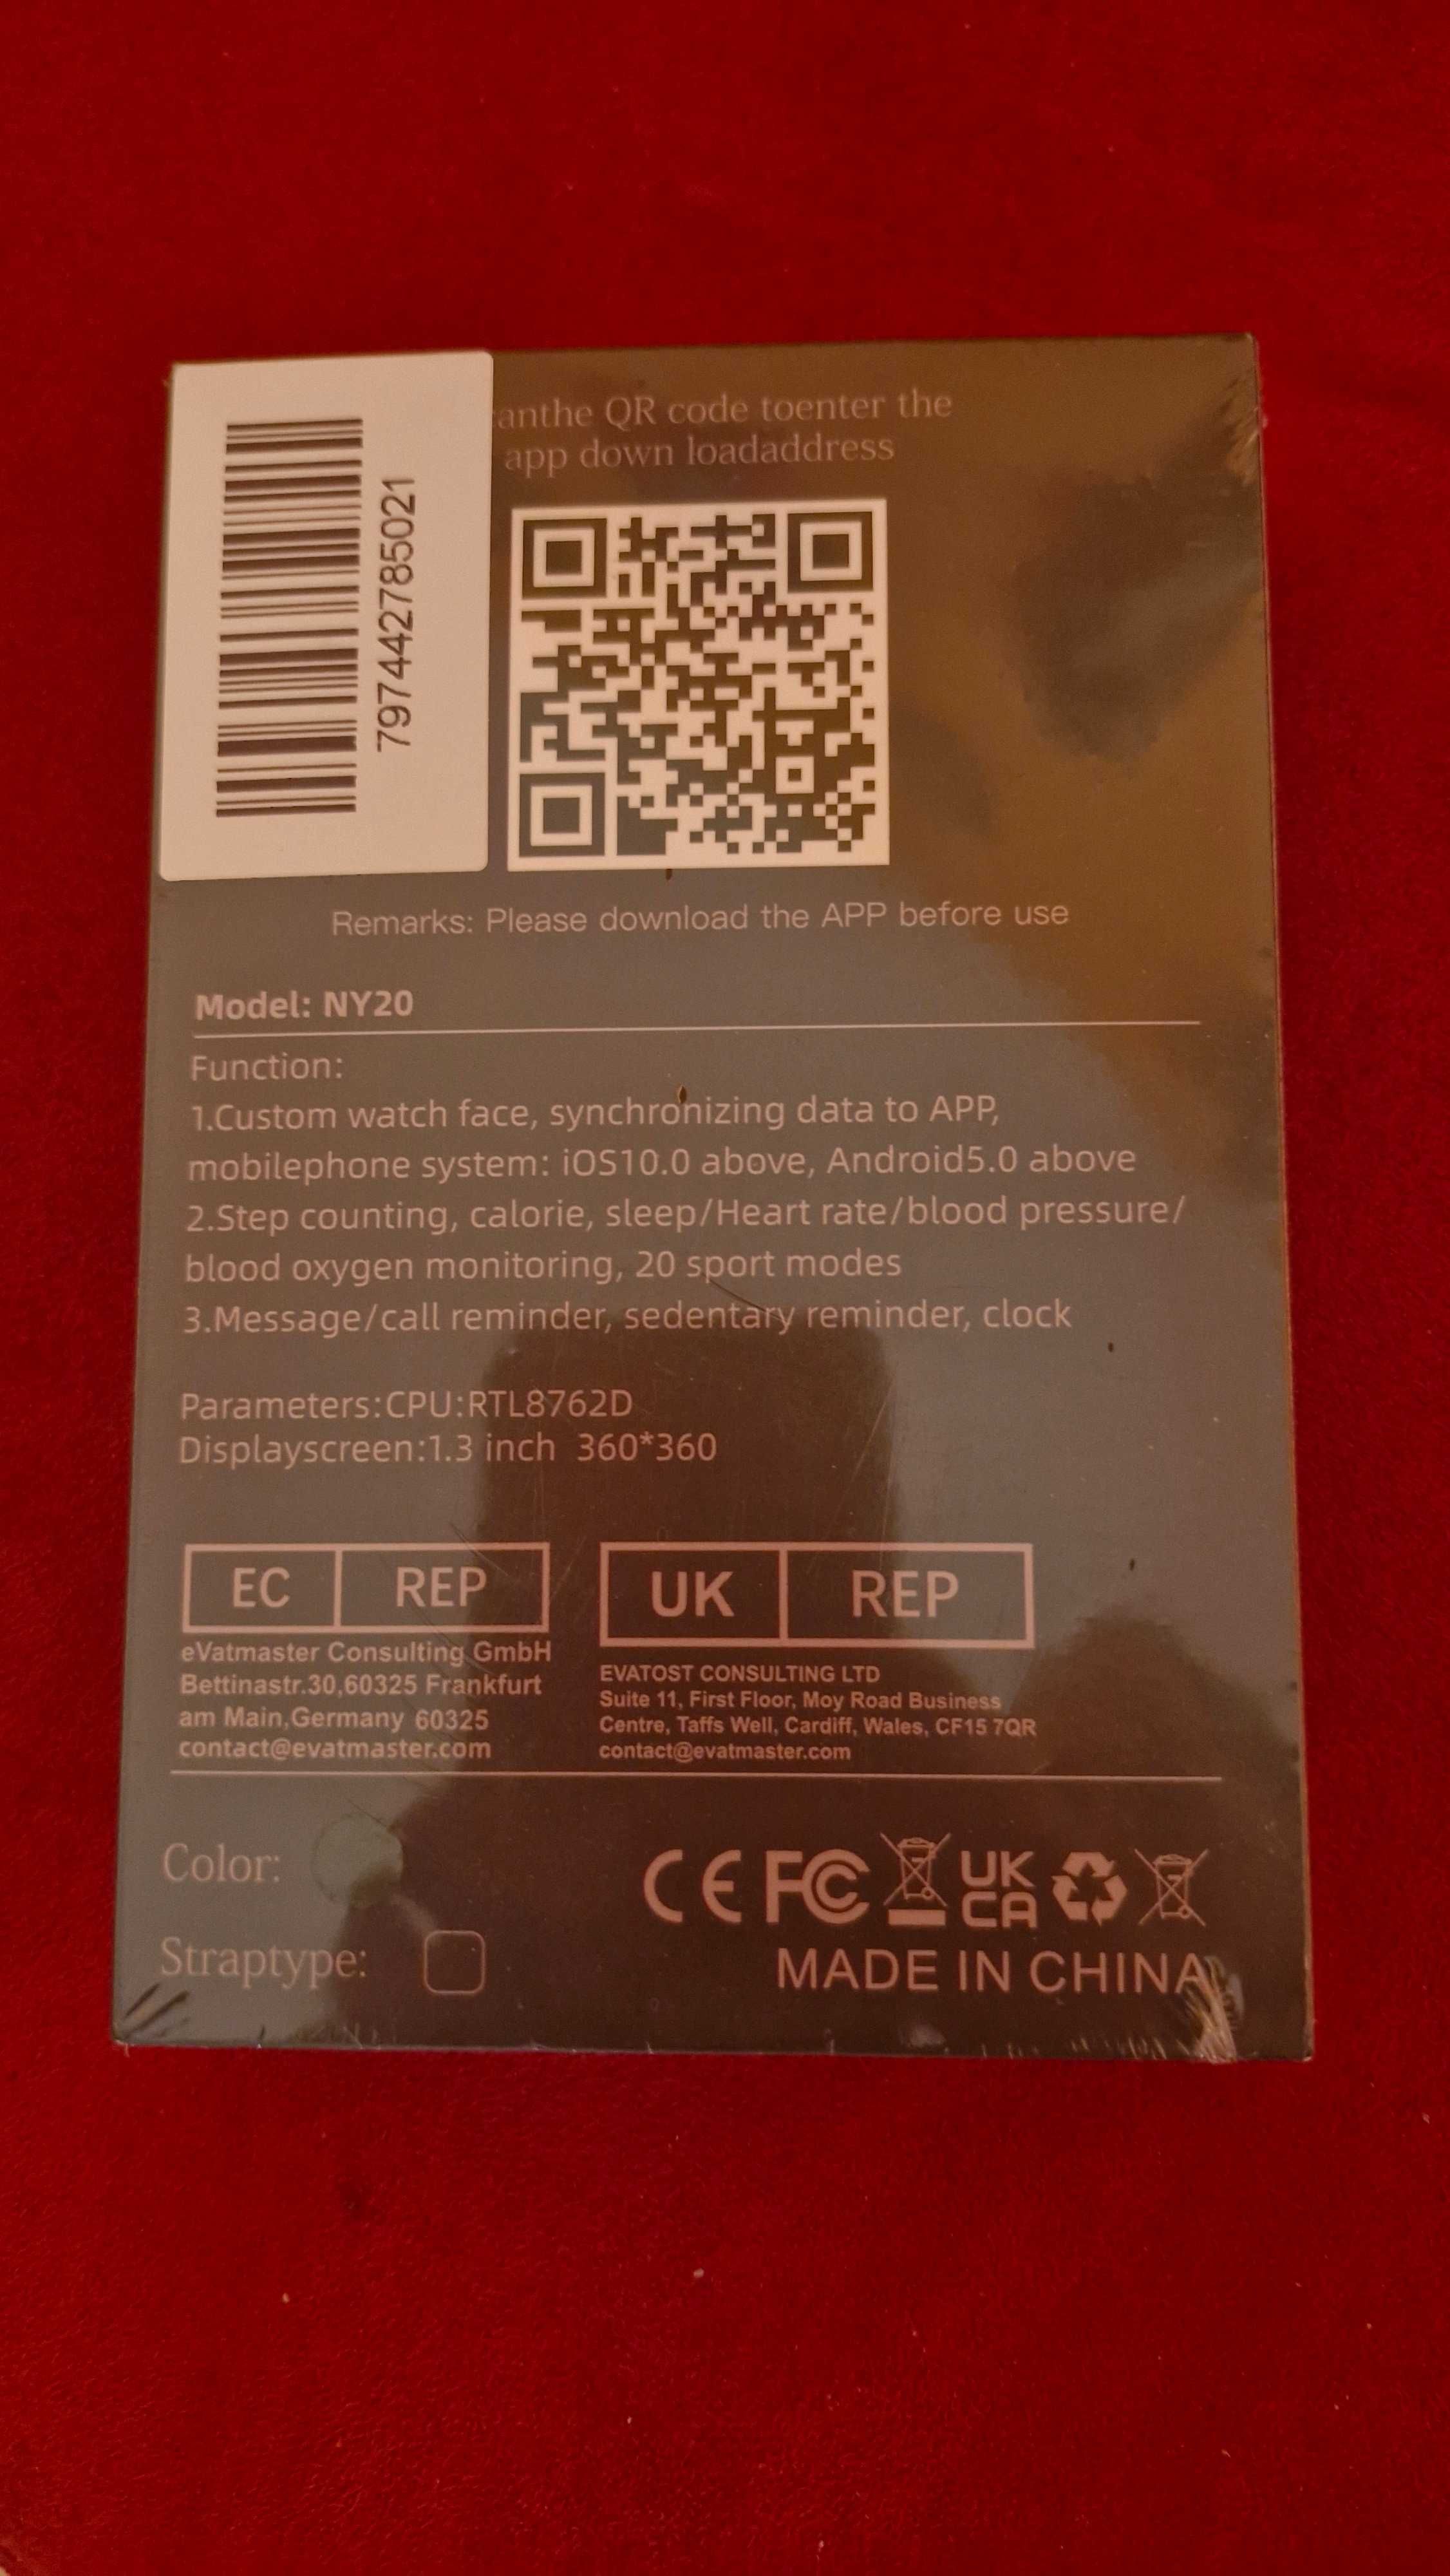 797442785021
the QR code toenter the
app down loadaddress
Remarks: Please download the APP before use
Model: NY20
Function:
1.Custom watch face, synchronizing data to APP,
mobilephone system: iOS10.0 above, Android5.0 above
2.Step counting, calorie, sleep/Heart rate/blood pressure/
blood oxygen monitoring, 20 sport modes
3.Message/call reminder, sedentary reminder, clock
Parameters:CPU:RTL8762D
Displayscreen:1.3 inch 360*360
EC REP
eVatmaster Consulting GmbH
Bettinastr.30,60325 Frankfurt
am Main,Germany 60325
contact@evatmaster.com
UK REP
EVATOST CONSULTING LTD
Suite 11, First Floor, Moy Road Business
Centre, Taffs Well, Cardiff, Wales, CF15 7QR
contact@evatmaster.com
Color:
Straptype:
CE FC UK
CA
MADE IN CHINA